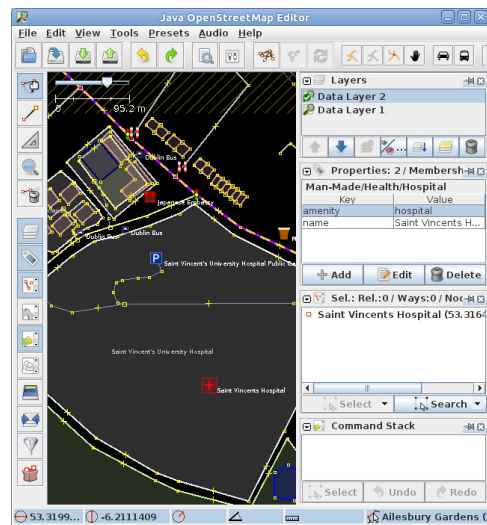 Java OpenStreetMap Editor
File Edit View Tools Presets Audio Help
0 95.2 m
Dublin Bus
Japanese Embassy
Dublin Bus
Dublin Bus
Saint Vincent's University Hospital Public Ca
Saint Vincent's University Hospital
Saint Vincents Hospital
Layers
Data Layer 2
Data Layer 1
Properties: 2 / Membersh
Man-Made/Health/Hospital
Key Value
amenity hospital
name Saint Vincents H...
Add Edit Delete
Sel.: Rel.:0 / Ways:0 / Noc
Saint Vincents Hospital (53.3164
Select Search
Command Stack
Select Undo Redo
53.3199... -6.2111409 Ailesbury Gardens (